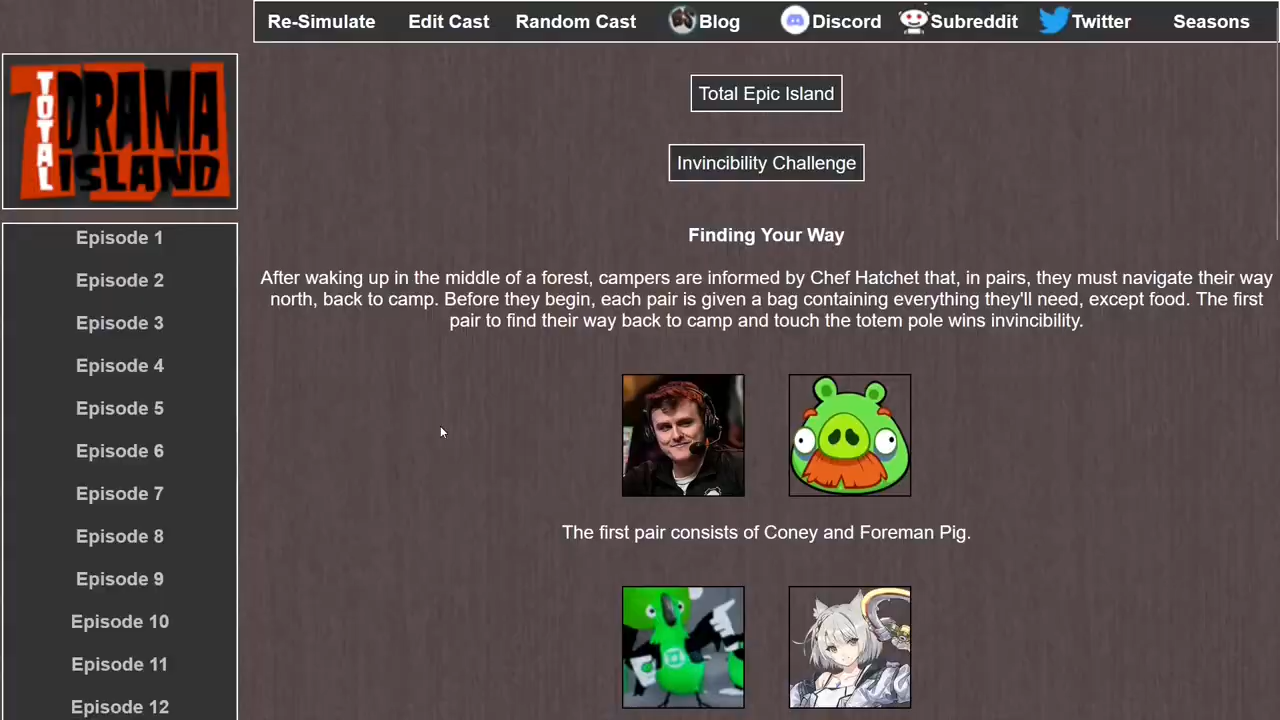 Re-Simulate Edit Cast Random Cast Blog Discord Subreddit Twitter Seasons
TOTAL DRAMA ISLAND
Episode 1
Episode 2
Episode 3
Episode 4
Episode 5
Episode 6
Episode 7
Episode 8
Episode 9
Episode 10
Episode 11
Episode 12
Total Epic Island
Invincibility Challenge
Finding Your Way
After waking up in the middle of a forest, campers are informed by Chef Hatchet that, in pairs, they must navigate their way
north, back to camp. Before they begin, each pair is given a bag containing everything they'll need, except food. The first
pair to find their way back to camp and touch the totem pole wins invincibility.
The first pair consists of Coney and Foreman Pig.